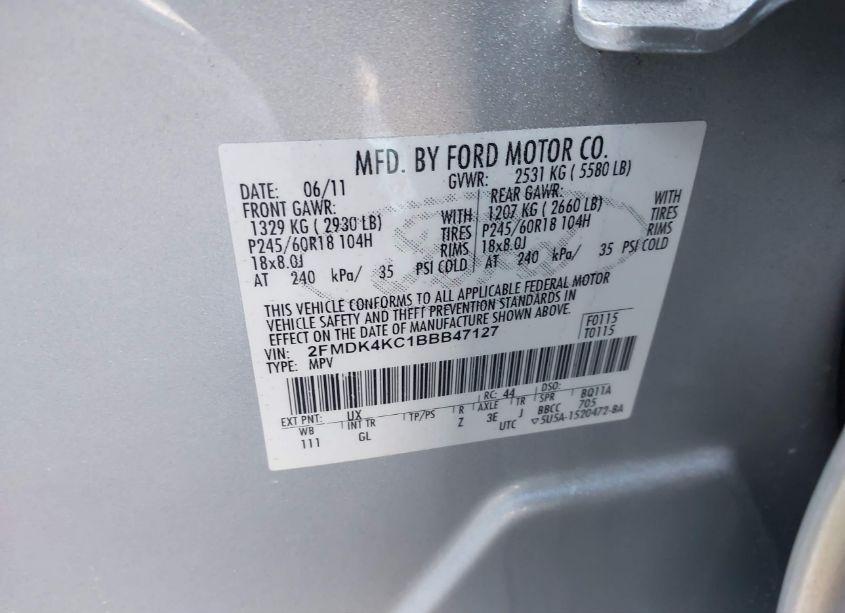 MFD. BY FORD MOTOR CO.
DATE: 06/11 GVWR: 2531 KG ( 5580 LB)
FRONT GAWR: REAR GAWR:
1329 KG ( 2930 LB) WITH 1207 KG ( 2660 LB) WITH
P245/60R18 104H TIRES P245/60R18 104H TIRES
18x8.0J RIMS 18x8.0J RIMS
AT 240 kPa/ 35 PSI COLD AT 240 kPa/ 35 PSI COLD
THIS VEHICLE CONFORMS TO ALL APPLICABLE FEDERAL MOTOR
VEHICLE SAFETY AND THEFT PREVENTION STANDARDS IN
EFFECT ON THE DATE OF MANUFACTURE SHOWN ABOVE.
VIN: 2FMDK4KC1BBB47127 F0115
TYPE: MPV T0115
EXT PNT: UX RC: 44 DSO: BQ11A
WB INT TR TP/PS R AXLE TR SPR 705
111 GL Z 3E J BBCC
UTC ▽5U5A-1520472-BA